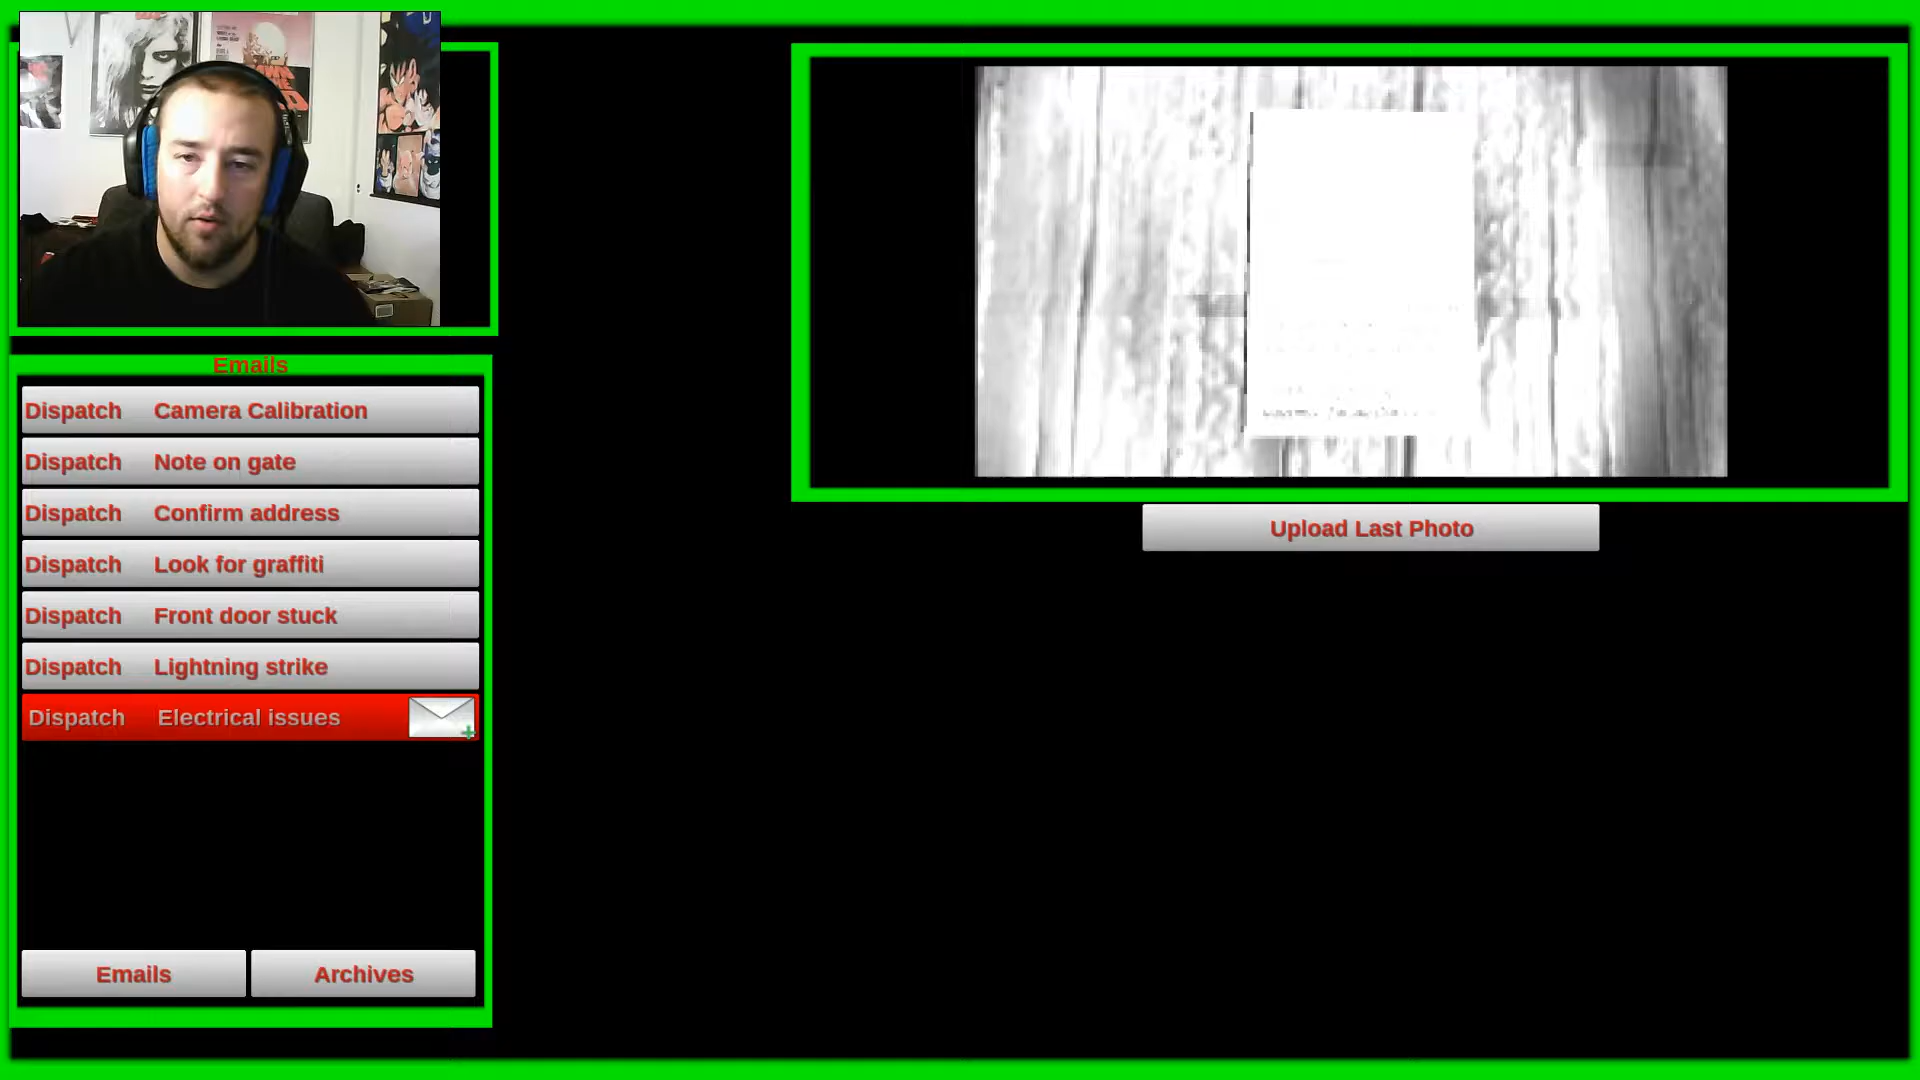 Emails
Dispatch Camera Calibration
Dispatch Note on gate
Dispatch Confirm address
Dispatch Look for graffiti
Dispatch Front door stuck
Dispatch Lightning strike
Dispatch Electrical issues
Emails Archives
Upload Last Photo